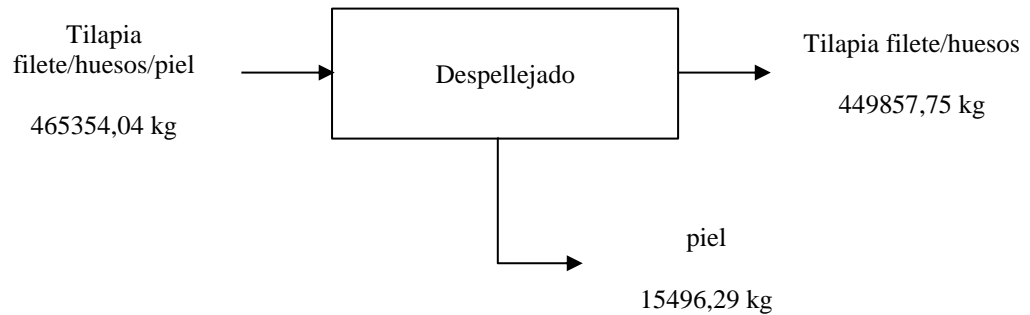 Tilapia
filete/huesos/piel
465354,04 kg
Despellejado
Tilapia filete/huesos
449857,75 kg
piel
15496,29 kg